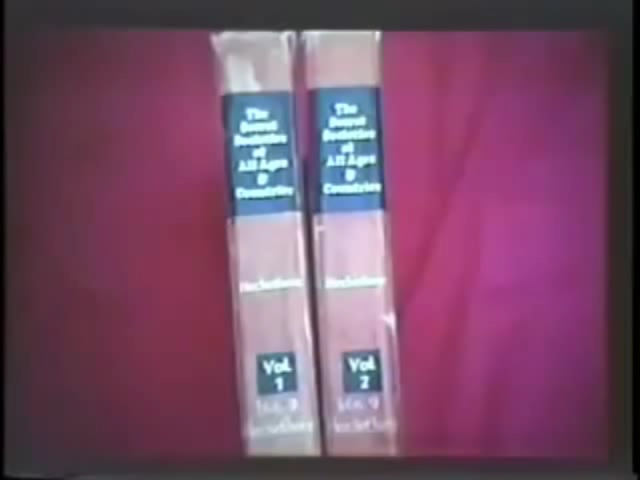 The
Secret
Societies
of
All Ages
&
Countries
Heckethorn
Vol.
1
The
Secret
Societies
of
All Ages
&
Countries
Heckethorn
Vol.
2